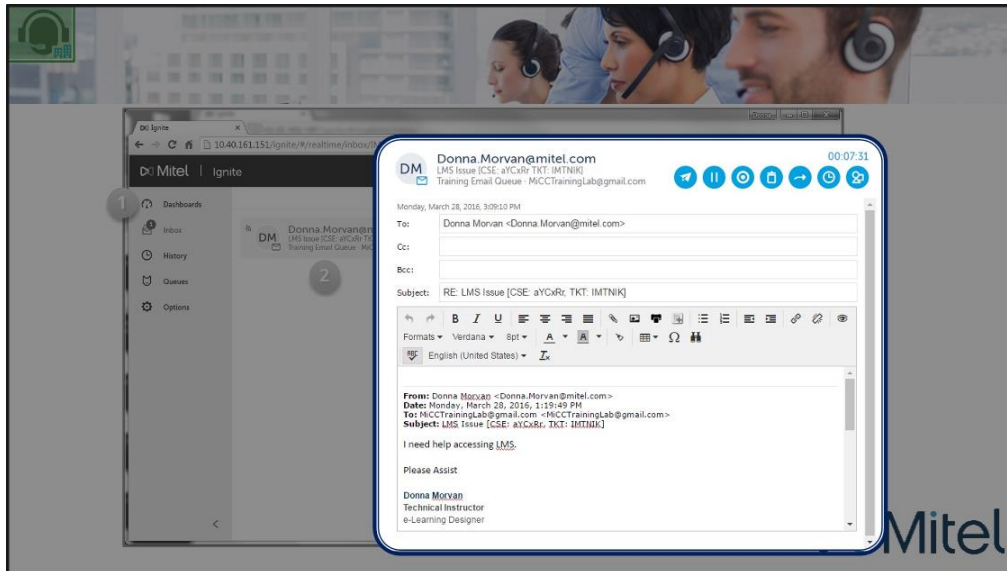 Ignite
10.40.161.151/ignite/#/realtime/inbox/IN
Mitel | Ignite
1
Dashboards
1
Inbox
History
Queues
Options
DM
Donna.Morvan@m
LMS Issue [CSE: aYCxRr TKT
Training Email Queue · MiC
2
DM
Donna.Morvan@mitel.com
00:07:31
LMS Issue [CSE: aYCxRr TKT: IMTNIK]
Training Email Queue · MiCCTrainingLab@gmail.com
Monday, March 28, 2016, 3:09:10 PM
To: Donna Morvan <Donna.Morvan@mitel.com>
Cc:
Bcc:
Subject: RE: LMS Issue [CSE: aYCxRr, TKT: IMTNIK]
B I U
Formats Verdana 8pt A A Ω
ABC English (United States) Tx
From: Donna Morvan <Donna.Morvan@mitel.com>
Date: Monday, March 28, 2016, 1:19:49 PM
To: MiCCTrainingLab@gmail.com <MiCCTrainingLab@gmail.com>
Subject: LMS Issue [CSE: aYCxRr, TKT: IMTNIK]
I need help accessing LMS.
Please Assist
Donna Morvan
Technical Instructor
e-Learning Designer
Mitel